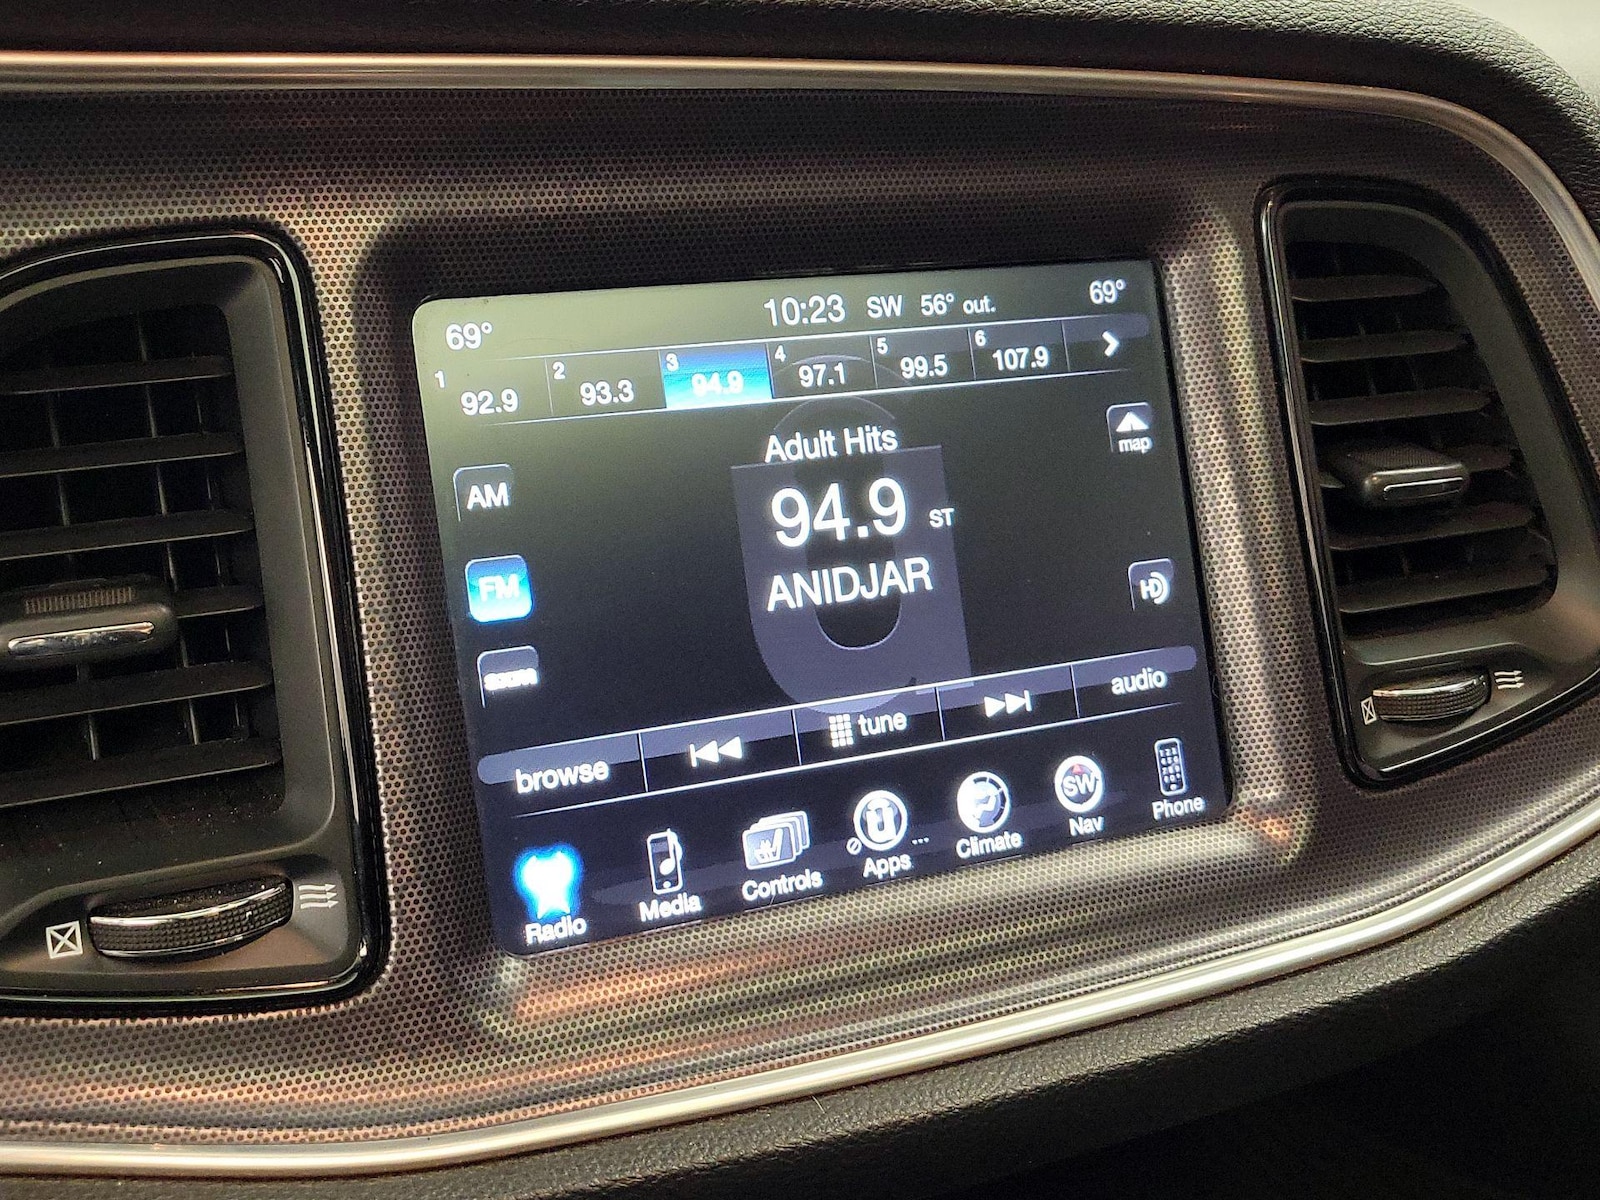 69° 10:23 SW 56° out. 69°
1 92.9 2 93.3 3 94.9 4 97.1 5 99.5 6 107.9
Adult Hits
map
AM
94.9 ST
FM
ANIDJAR
HD
browse tune audio
Radio Media Controls Apps ... Climate SW Nav Phone